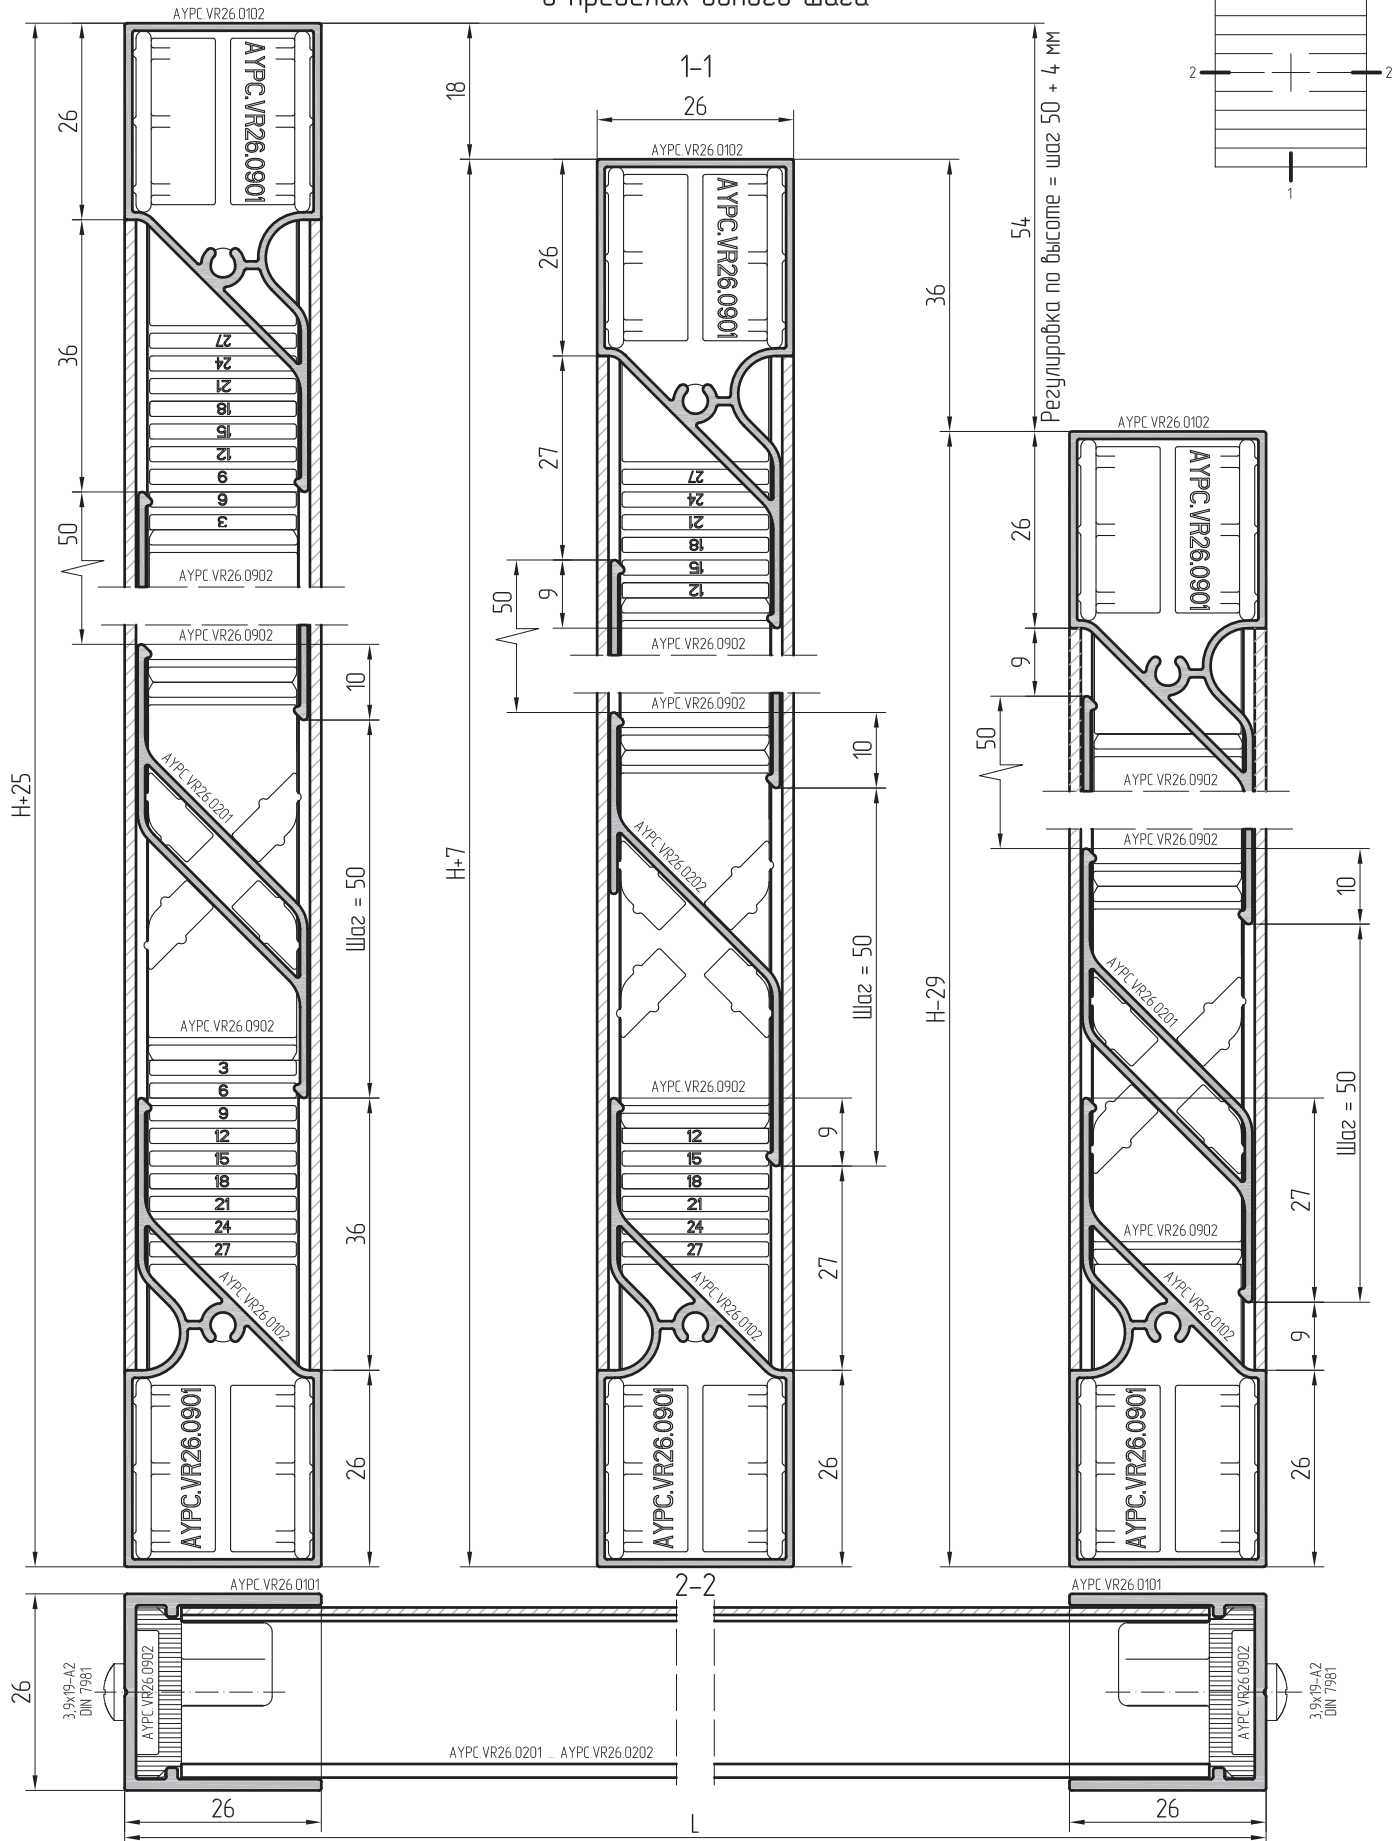 в пределах одного шага
AYPC.VR26.0102
1-1
2
2
1
26
18
26
AYPC.VR26.0102
AYPC.VR26.0901
54
Регулировка по высоте = шаг 50 + 4 мм
36
26
AYPC.VR26.0901
AYPC.VR26.0102
36
27
24
21
18
15
12
9
6
3
27
27
24
21
18
15
12
26
AYPC.VR26.0901
50
AYPC.VR26.0902
AYPC.VR26.0902
10
50
9
AYPC.VR26.0902
AYPC.VR26.0902
10
9
50
AYPC.VR26.0902
AYPC.VR26.0902
10
H+25
AYPC.VR26.0201
Шаг = 50
H+7
AYPC.VR26.0202
Шаг = 50
H-29
AYPC.VR26.0201
Шаг = 50
AYPC.VR26.0902
3
6
9
12
15
18
21
24
27
36
AYPC.VR26.0102
AYPC.VR26.0902
12
15
18
21
24
27
9
27
AYPC.VR26.0102
AYPC.VR26.0902
27
9
AYPC.VR26.0102
AYPC.VR26.0901
26
AYPC.VR26.0901
26
AYPC.VR26.0901
26
2-2
AYPC.VR26.0101
AYPC.VR26.0101
26
3,9x19-A2
DIN 7981
AYPC.VR26.0902
AYPC.VR26.0902
3,9x19-A2
DIN 7981
AYPC.VR26.0201 ... AYPC.VR26.0202
26
26
L